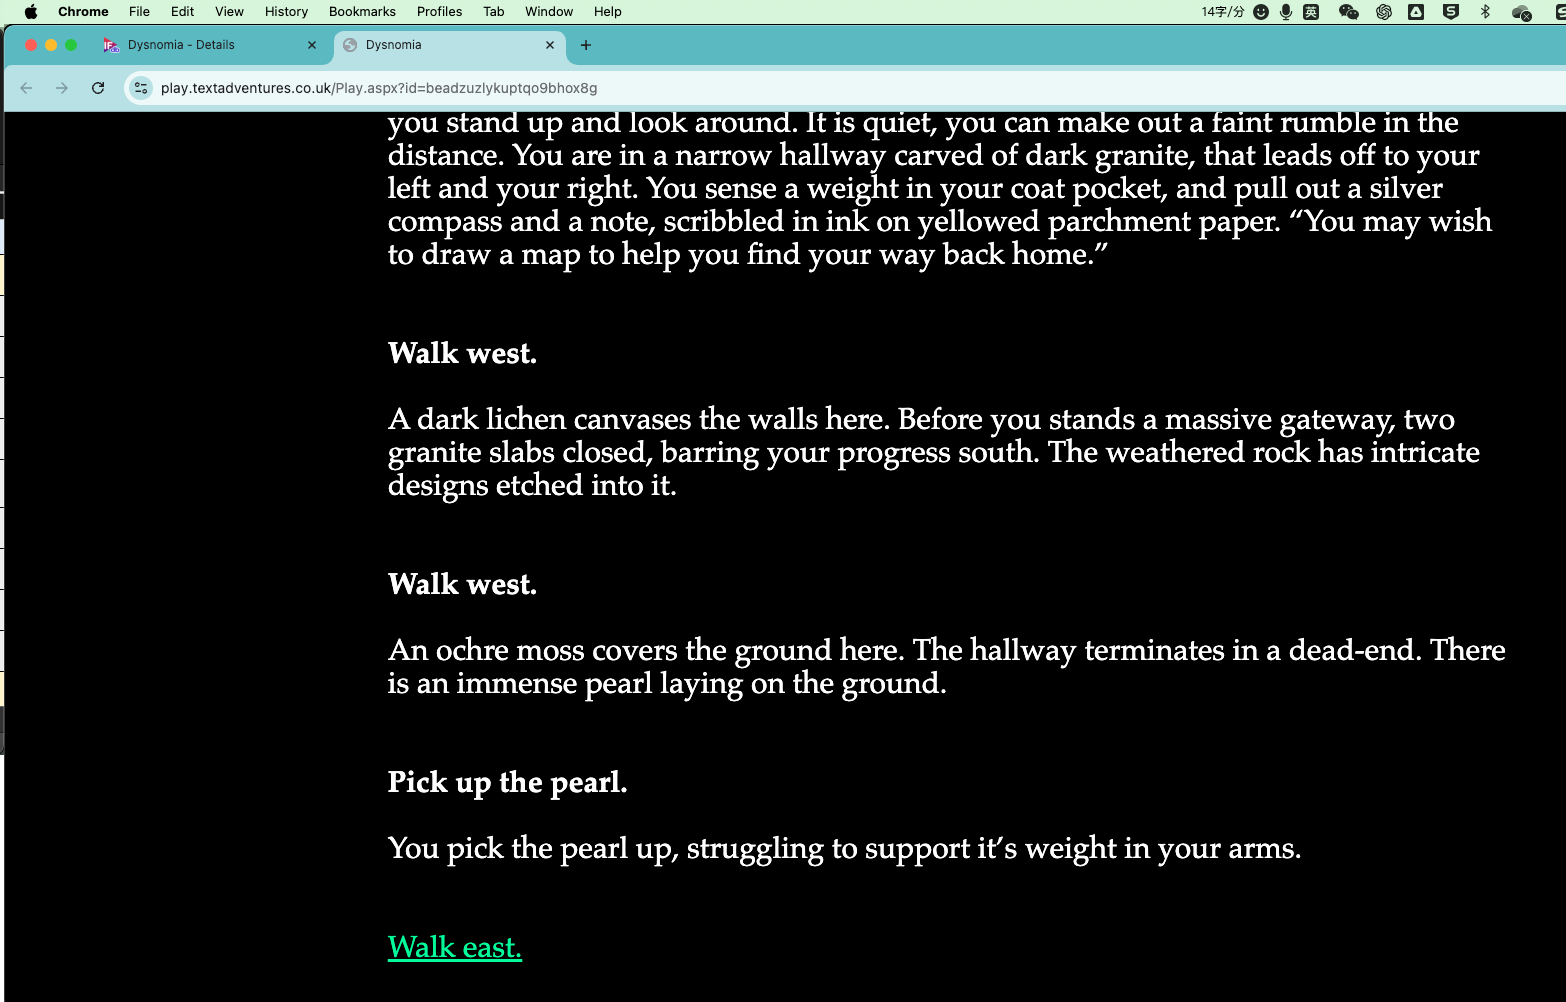 Chrome File Edit View History Bookmarks Profiles Tab Window Help 14字/分 英
Dysnomia - Details Dysnomia
play.textadventures.co.uk/Play.aspx?id=beadzuzlykuptqo9bhox8g
you stand up and look around. It is quiet, you can make out a faint rumble in the
distance. You are in a narrow hallway carved of dark granite, that leads off to your
left and your right. You sense a weight in your coat pocket, and pull out a silver
compass and a note, scribbled in ink on yellowed parchment paper. “You may wish
to draw a map to help you find your way back home.”
Walk west.
A dark lichen canvases the walls here. Before you stands a massive gateway, two
granite slabs closed, barring your progress south. The weathered rock has intricate
designs etched into it.
Walk west.
An ochre moss covers the ground here. The hallway terminates in a dead-end. There
is an immense pearl laying on the ground.
Pick up the pearl.
You pick the pearl up, struggling to support it’s weight in your arms.
Walk east.